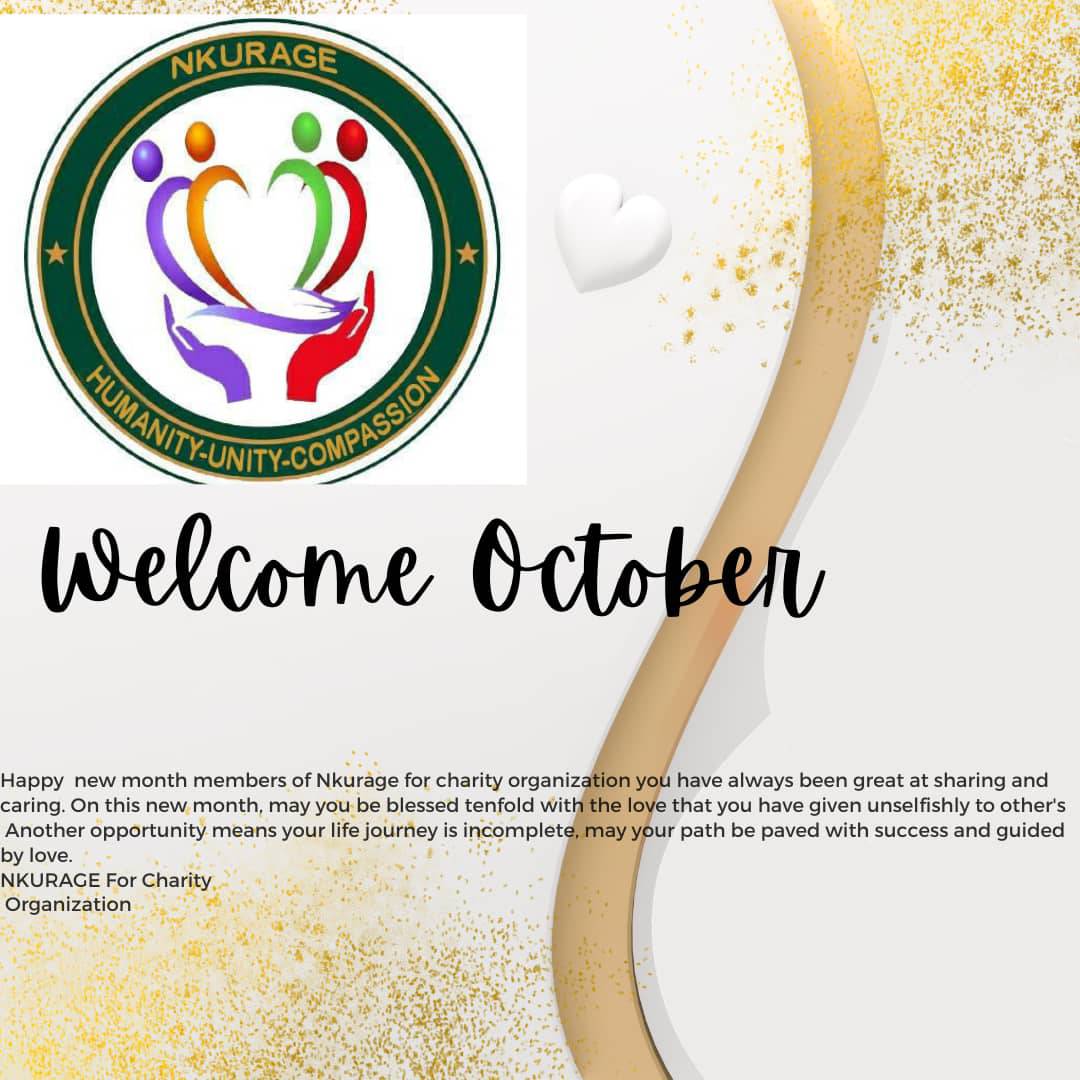 NKURAGE
HUMANITY-UNITY-COMPASSION
Welcome October
Happy  new month members of Nkurage for charity organization you have always been great at sharing and
caring. On this new month, may you be blessed tenfold with the love that you have given unselfishly to other's
Another opportunity means your life journey is incomplete, may your path be paved with success and guided
by love.
NKURAGE For Charity
Organization